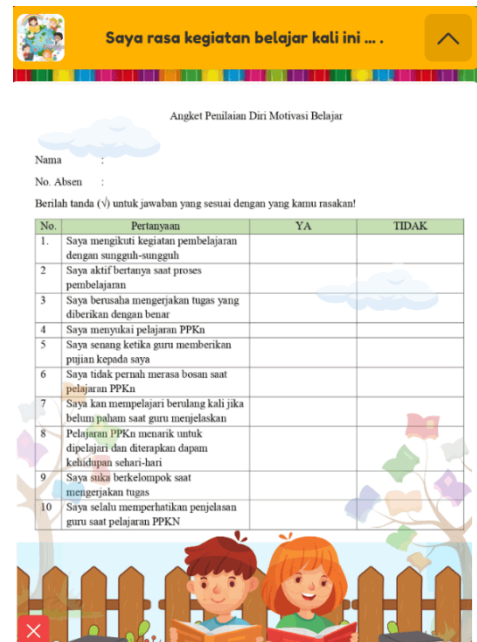 Saya rasa kegiatan belajar kali ini ... .
Angket Penilaian Diri Motivasi Belajar
Nama :
No. Absen :
Berilah tanda (√) untuk jawaban yang sesuai dengan yang kamu rasakan!
No. Pertanyaan YA TIDAK
1. Saya mengikuti kegiatan pembelajaran
dengan sungguh-sungguh
2 Saya aktif bertanya saat proses
pembelajaran
3 Saya berusaha mengerjakan tugas yang
diberikan dengan benar
4 Saya menyukai pelajaran PPKn
5 Saya senang ketika guru memberikan
pujian kepada saya
6 Saya tidak pernah merasa bosan saat
pelajaran PPKn
7 Saya kan mempelajari berulang kali jika
belum paham saat guru menjelaskan
8 Pelajaran PPKn menarik untuk
dipelajari dan diterapkan dapam
kehidupan sehari-hari
9 Saya suka berkelompok saat
mengerjakan tugas
10 Saya selalu memperhatikan penjelasan
guru saat pelajaran PPKN